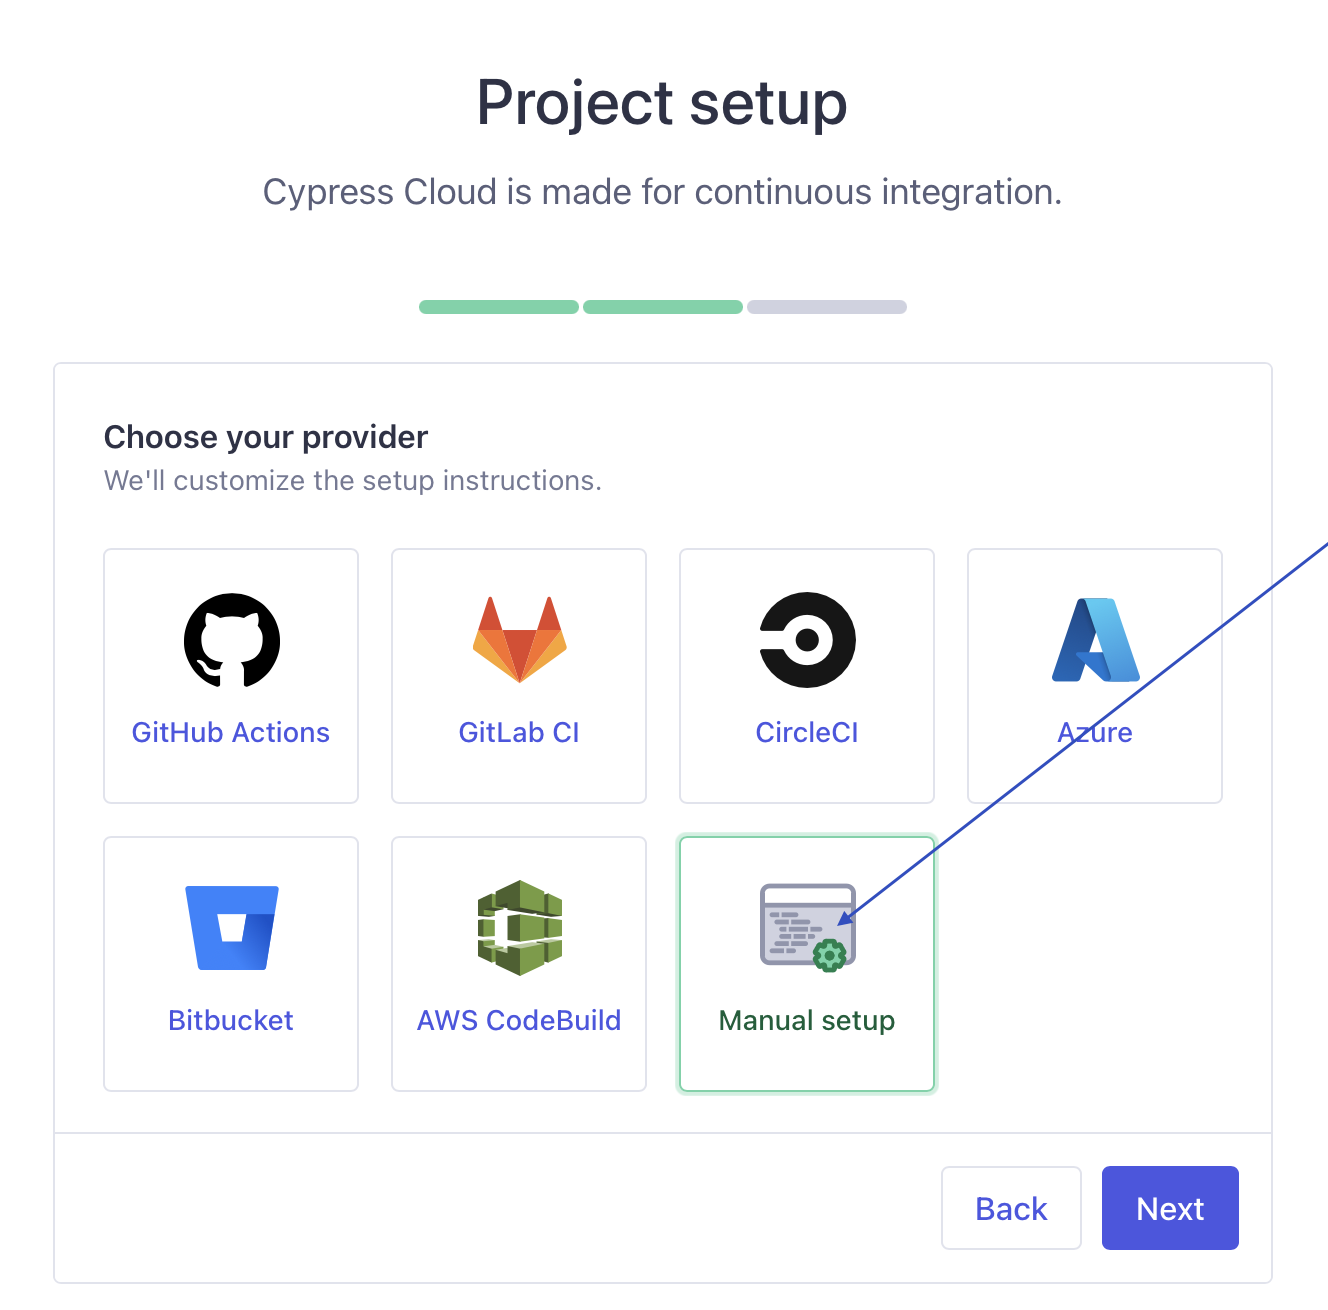 Project setup
Cypress Cloud is made for continuous integration.
Choose your provider
We'll customize the setup instructions.
GitHub Actions
GitLab CI
CircleCI
Azure
Bitbucket
AWS CodeBuild
Manual setup
Back
Next